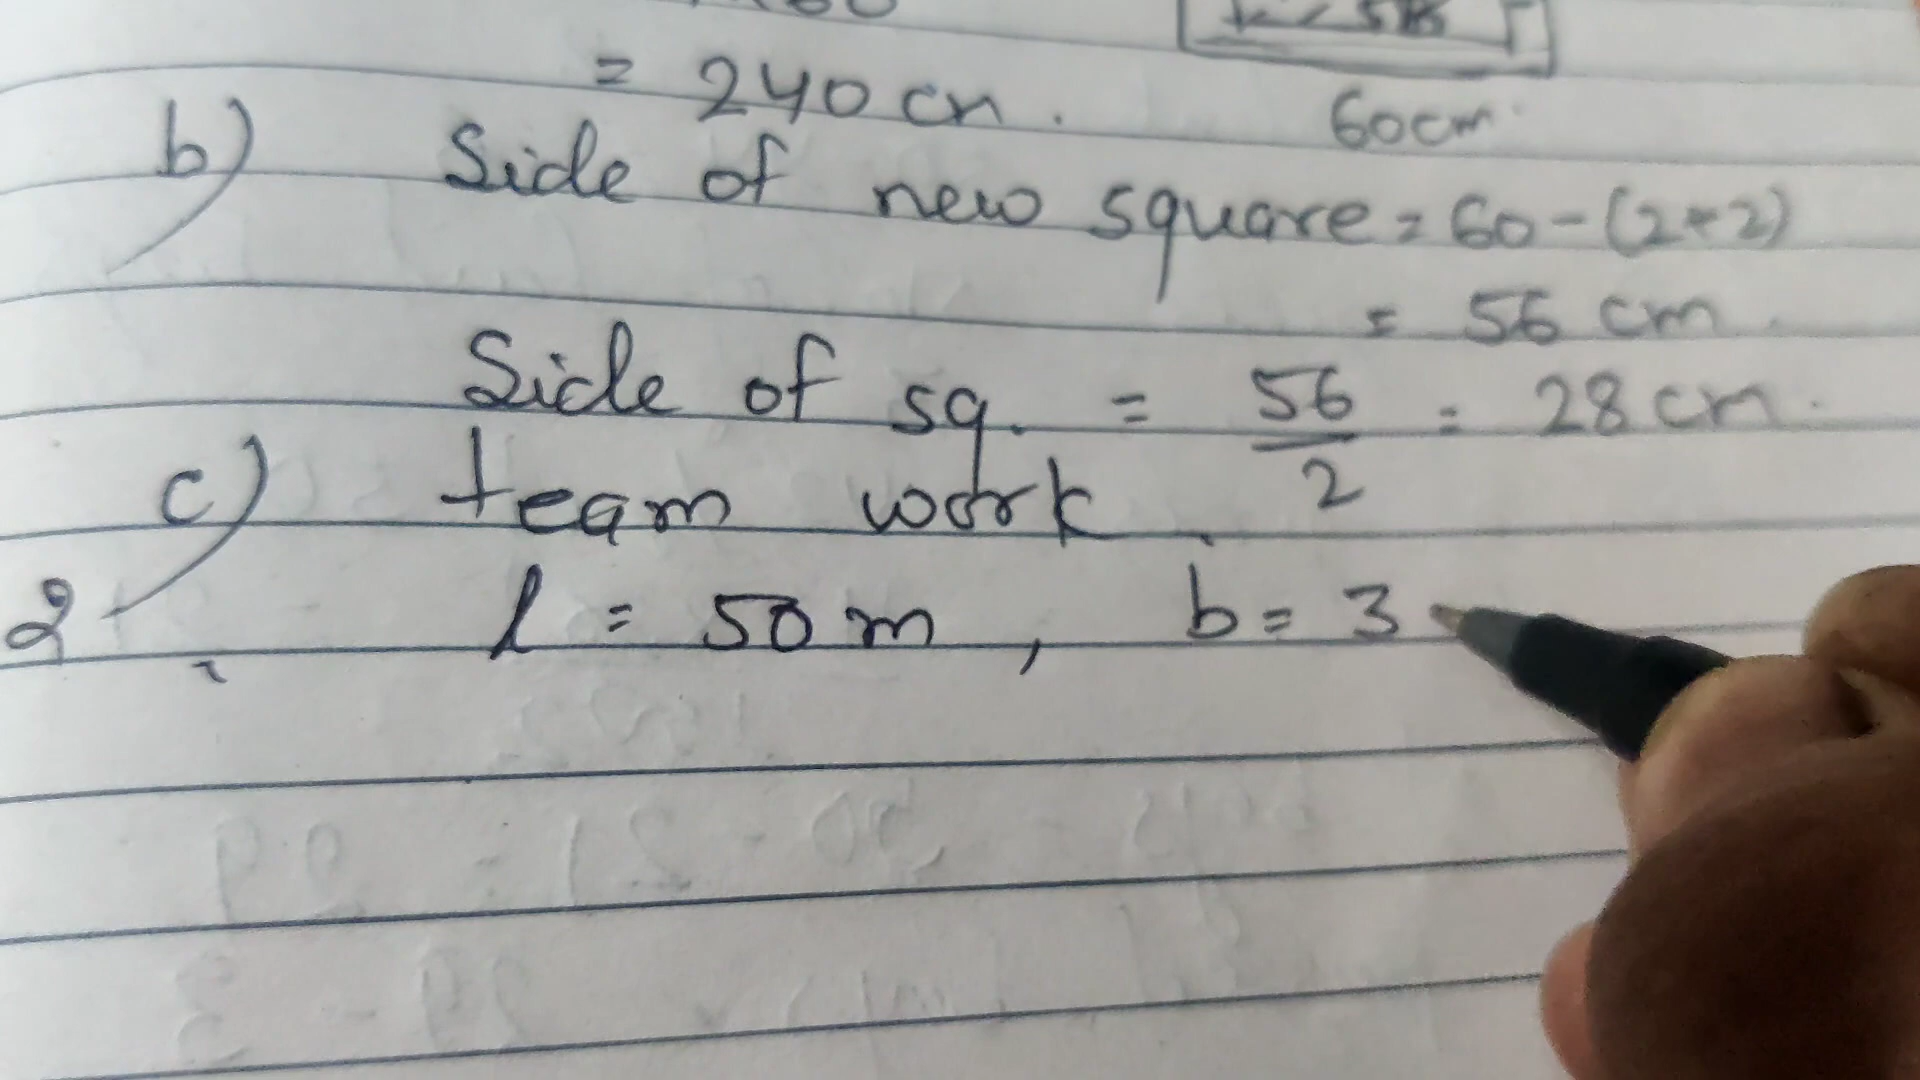 = 240 cm.
60cm.
b) Side of new square = 60 - (2+2)
= 56 cm.
Side of sq. = 56/2 = 28 cm.
c) team work.
2. l = 50 m, b = 3